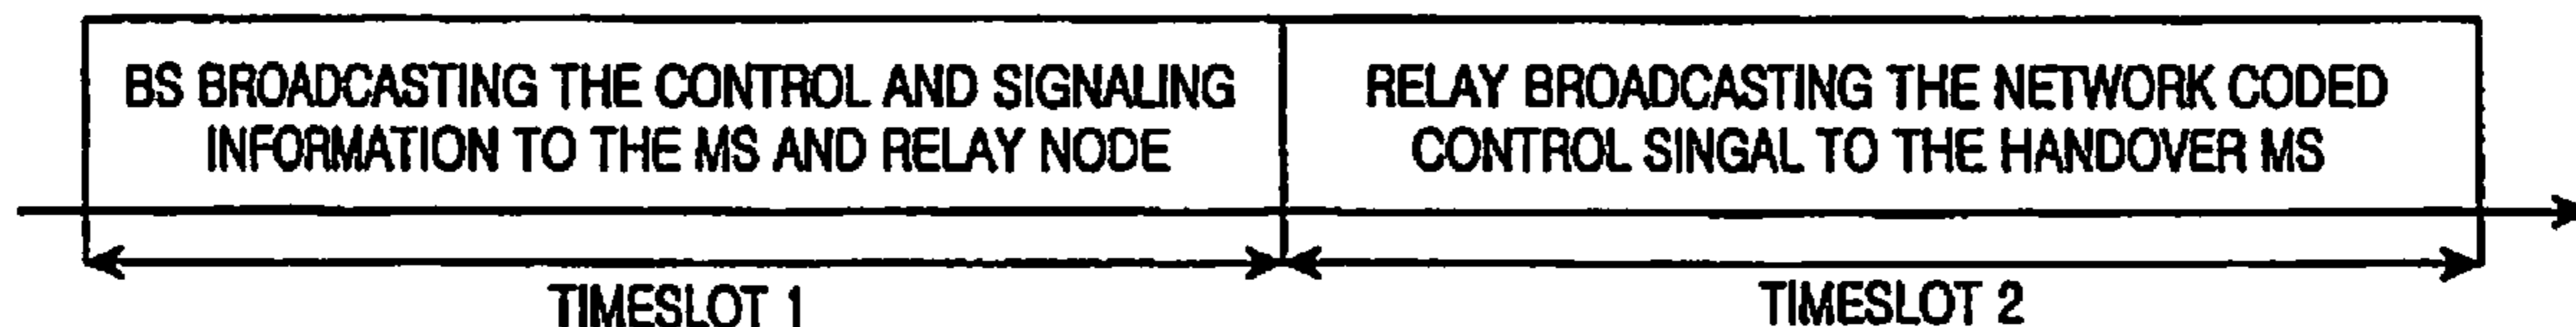 BS BROADCASTING THE CONTROL AND SIGNALING
INFORMATION TO THE MS AND RELAY NODE
RELAY BROADCASTING THE NETWORK CODED
CONTROL SINGAL TO THE HANDOVER MS
TIMESLOT 1
TIMESLOT 2